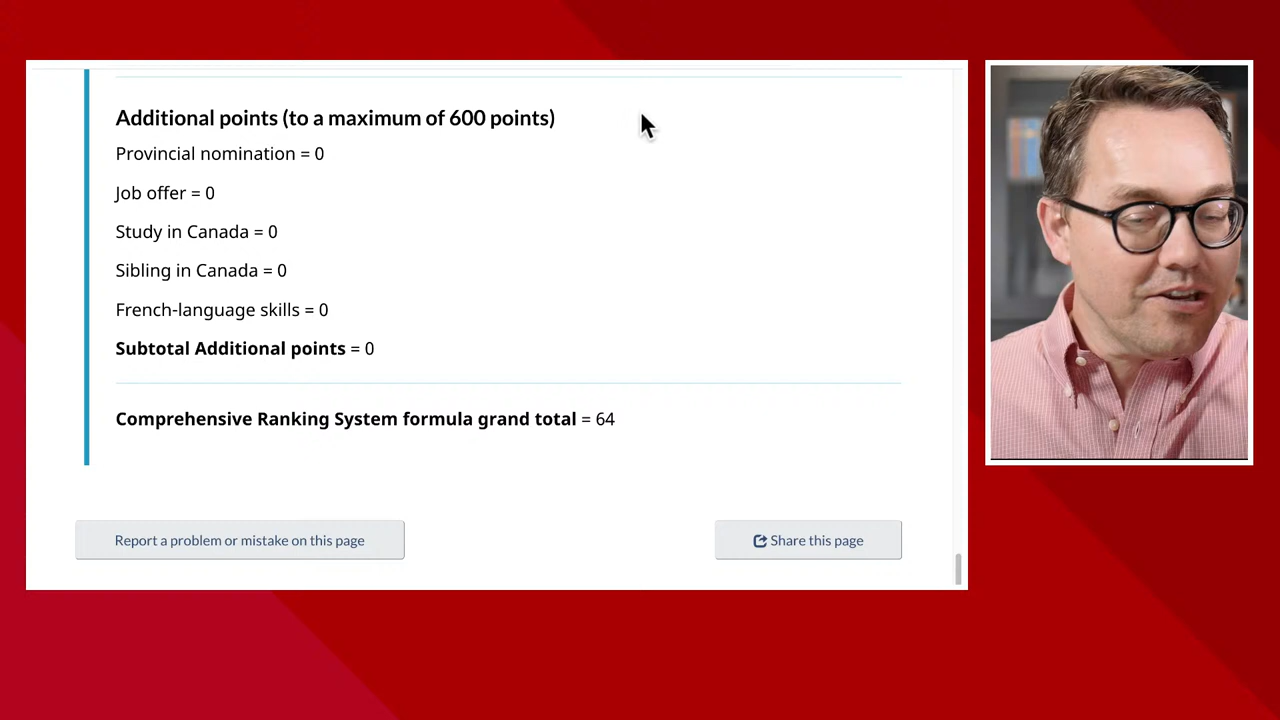 Additional points (to a maximum of 600 points)
Provincial nomination = 0
Job offer = 0
Study in Canada = 0
Sibling in Canada = 0
French-language skills = 0
Subtotal Additional points = 0
Comprehensive Ranking System formula grand total = 64
Report a problem or mistake on this page
Share this page